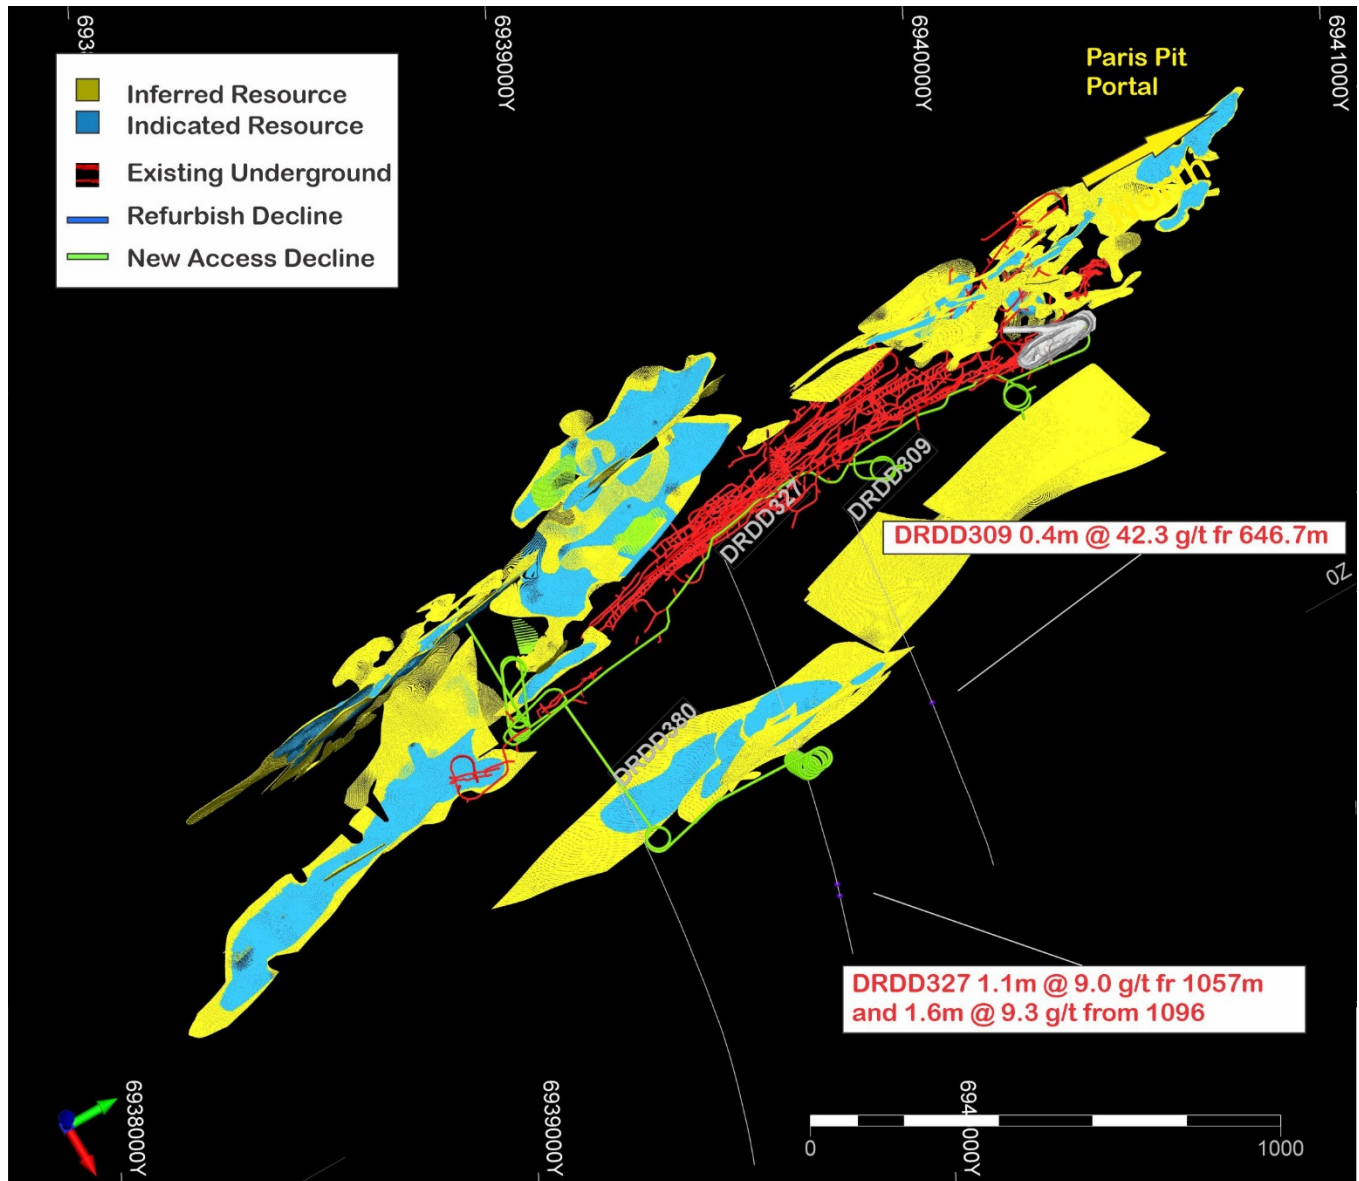 6939000Y
6940000Y
6941000Y
Paris Pit
Portal
Inferred Resource
Indicated Resource
Existing Underground
Refurbish Decline
New Access Decline
North
DRDD309
DRDD327
DRDD309 0.4m @ 42.3 g/t fr 646.7m
0Z
DRDD380
DRDD327 1.1m @ 9.0 g/t fr 1057m
and 1.6m @ 9.3 g/t from 1096
6938000Y
6939000Y
6940000Y
0
1000